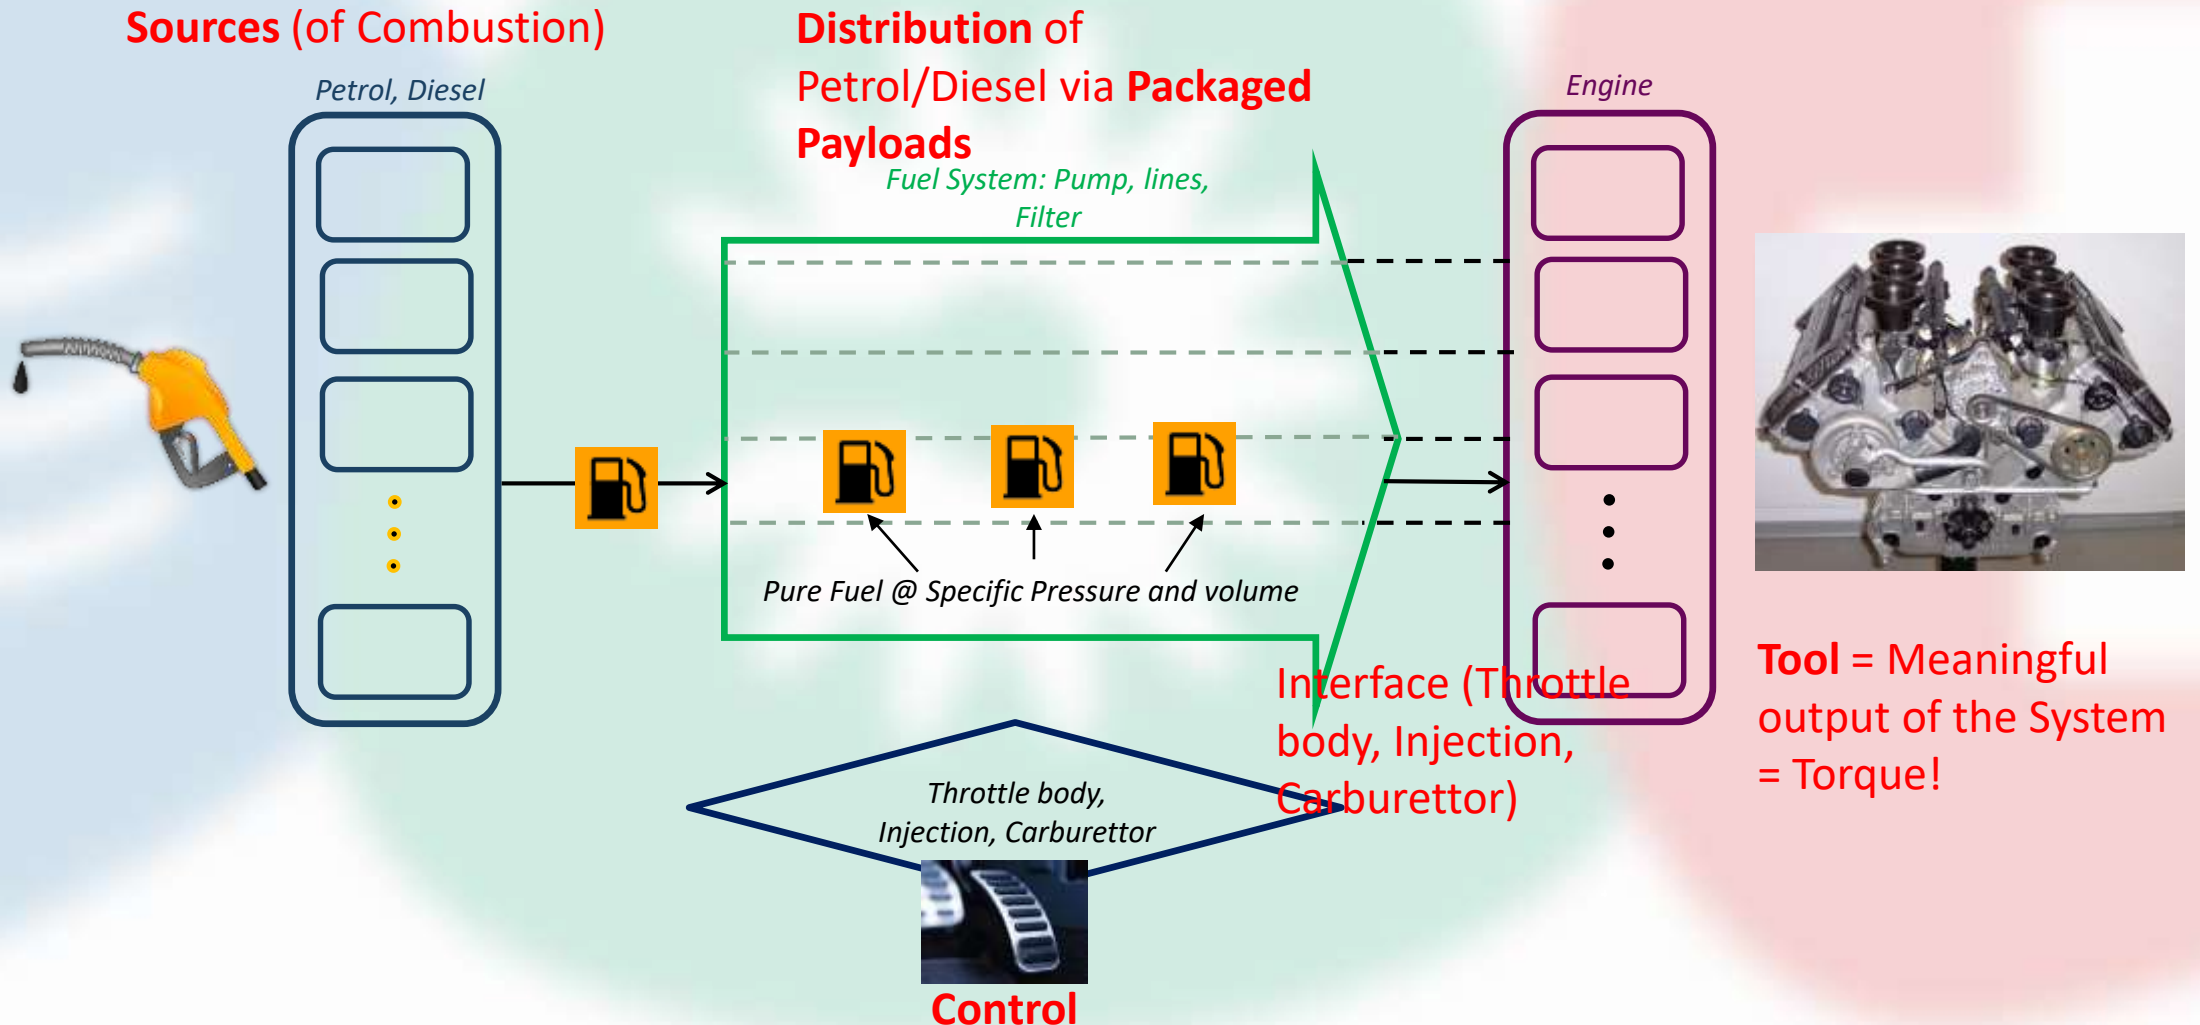 Sources (of Combustion)
Petrol, Diesel
Distribution of
Petrol/Diesel via Packaged
Payloads
Fuel System: Pump, lines,
Filter
Engine
Pure Fuel @ Specific Pressure and volume
Interface (Throttle
body, Injection,
Carburettor)
Tool = Meaningful
output of the System
= Torque!
Throttle body,
Injection, Carburettor
Control